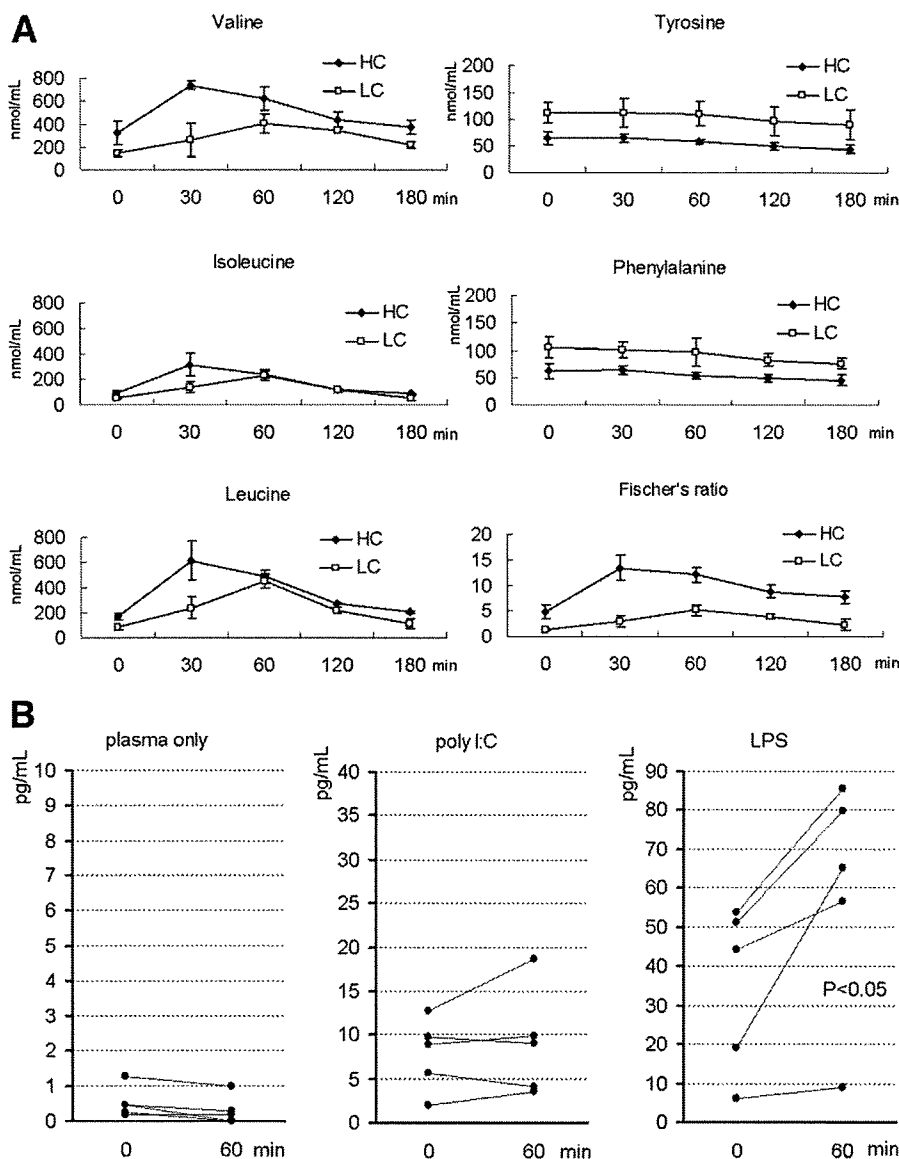 A
Valine
HC
LC
nmol/mL
800
600
400
200
0
0 30 60 120 180 min
Tyrosine
HC
LC
nmol/mL
200
150
100
50
0
0 30 60 120 180 min
Isoleucine
HC
LC
nmol/mL
800
600
400
200
0
0 30 60 120 180 min
Phenylalanine
HC
LC
nmol/mL
200
150
100
50
0
0 30 60 120 180 min
Leucine
HC
LC
nmol/mL
800
600
400
200
0
0 30 60 120 180 min
Fischer's ratio
HC
LC
20
15
10
5
0
0 30 60 120 180 min
B
plasma only
pg/mL
10
9
8
7
6
5
4
3
2
1
0
0 60 min
poly I:C
pg/mL
40
35
30
25
20
15
10
5
0
0 60 min
LPS
pg/mL
90
80
70
60
50
40
30
20
10
0
P<0.05
0 60 min